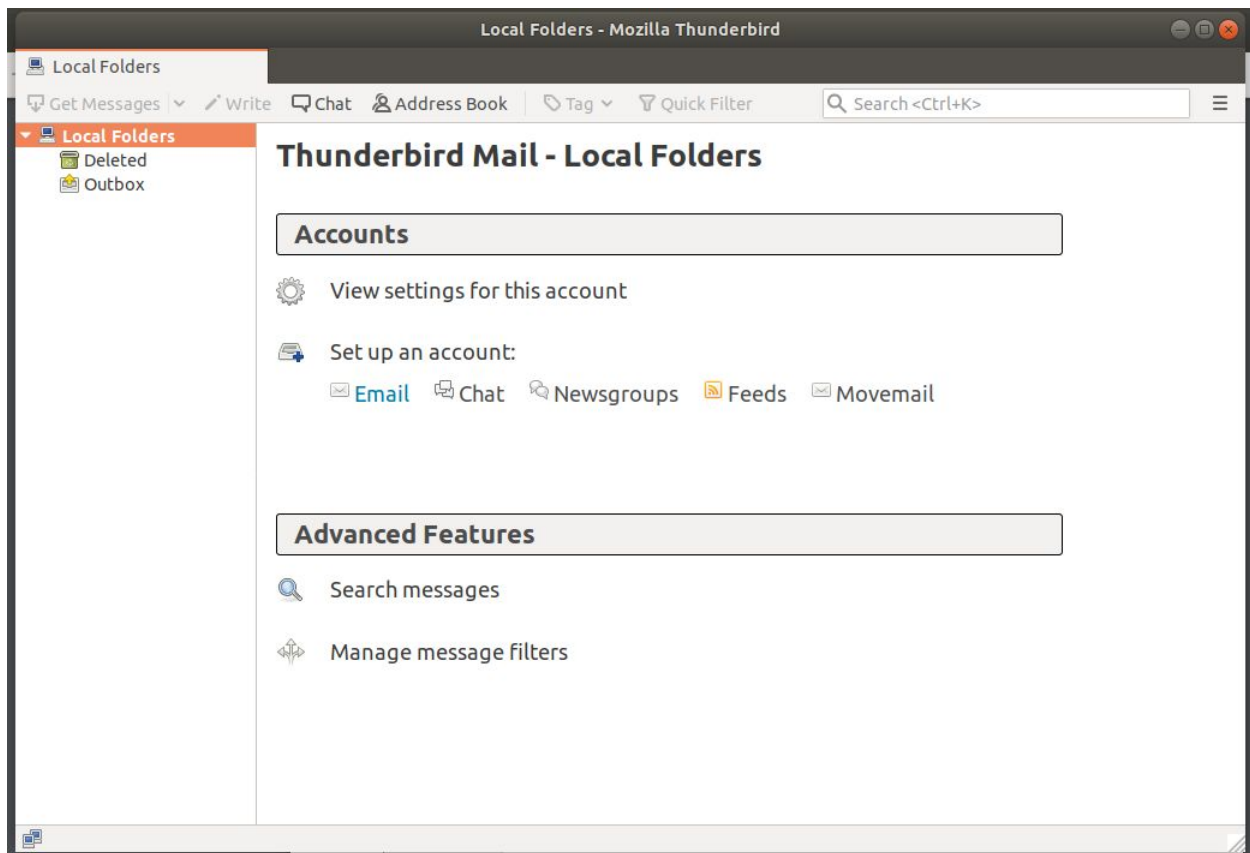 Local Folders - Mozilla Thunderbird
Local Folders
Get Messages Write Chat Address Book Tag Quick Filter Search <Ctrl+K>
Local Folders
Deleted
Outbox
Thunderbird Mail - Local Folders
Accounts
View settings for this account
Set up an account:
Email Chat Newsgroups Feeds Movemail
Advanced Features
Search messages
Manage message filters